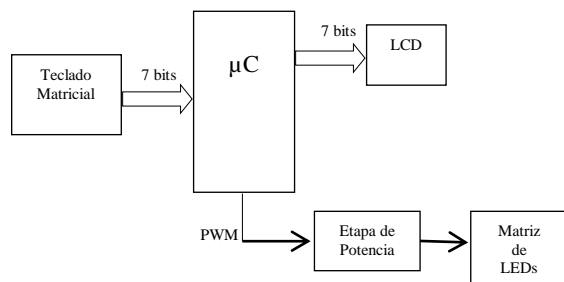 7 bits
LCD
µC
Teclado
Matricial
7 bits
PWM
Etapa de
Potencia
Matriz
de
LEDs